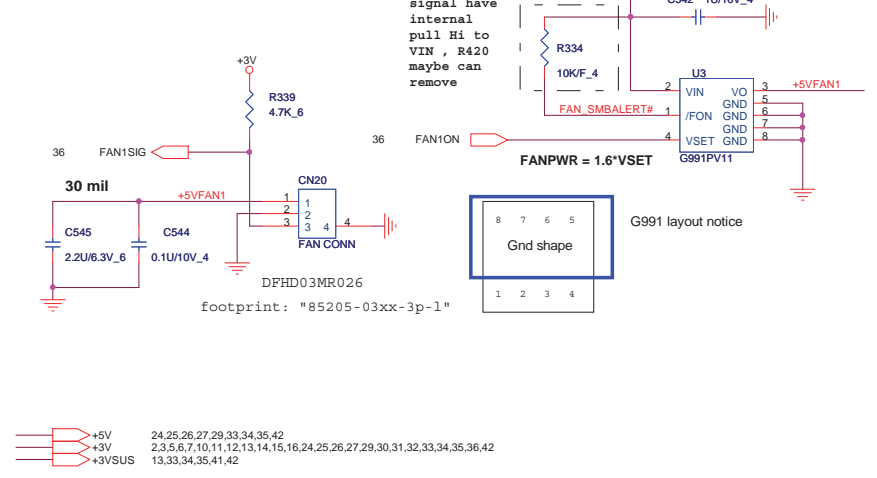 signal have
internal
pull Hi to
VIN , R420
maybe can
remove
R334
10K/F_4
+3V
R339
4.7K_6
U3
2 VIN VO 3 +5VFAN1
GND 5
FAN_SMBALERT# 1 /FON GND 6
GND 7
36 FAN1ON 4 VSET GND 8
FANPWR = 1.6*VSET G991PV11
36 FAN1SIG
30 mil
CN20
+5VFAN1 1 1
2 2
3 3 4 4
FAN CONN
C545
2.2U/6.3V_6
C544
0.1U/10V_4
DFHD03MR026
footprint: "85205-03xx-3p-l"
8 7 6 5
Gnd shape
1 2 3 4
G991 layout notice
+5V 24,25,26,27,29,33,34,35,42
+3V 2,3,5,6,7,10,11,12,13,14,15,16,24,25,26,27,29,30,31,32,33,34,35,36,42
+3VSUS 13,33,34,35,41,42